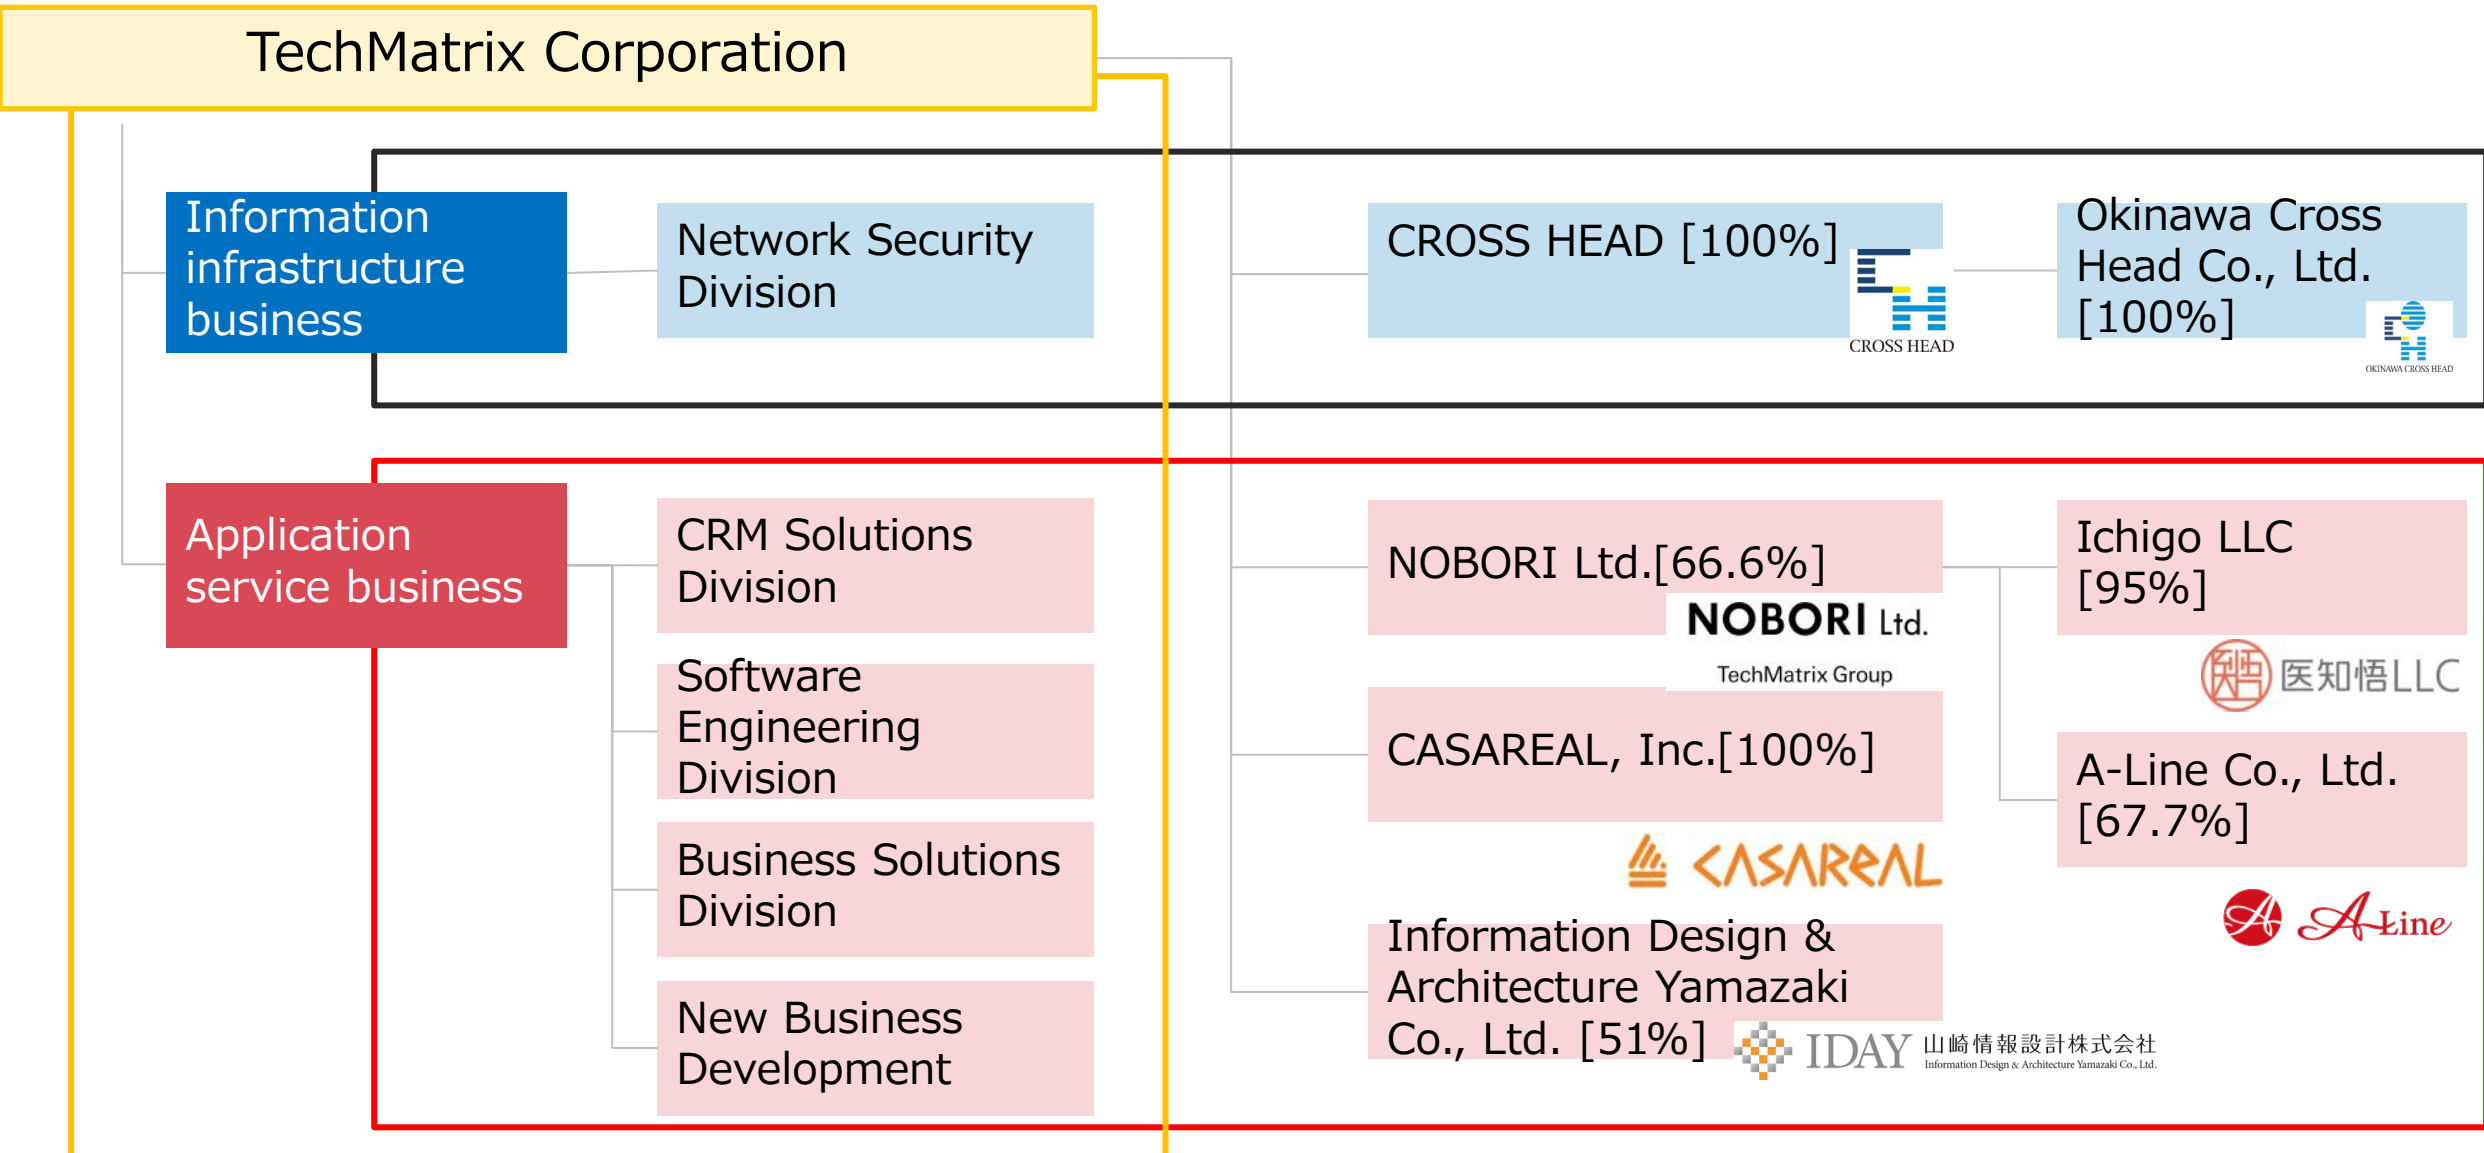 TechMatrix Corporation
Information
infrastructure
business
Network Security
Division
CROSS HEAD [100%]
CROSS HEAD
Okinawa Cross
Head Co., Ltd.
[100%]
OKINAWA CROSS HEAD
Application
service business
CRM Solutions
Division
Software
Engineering
Division
Business Solutions
Division
New Business
Development
NOBORI Ltd.[66.6%]
NOBORI Ltd.
TechMatrix Group
CASAREAL, Inc.[100%]
CASAREAL
Information Design &
Architecture Yamazaki
Co., Ltd. [51%]
IDAY 山崎情報設計株式会社
Information Design & Architecture Yamazaki Co., Ltd.
Ichigo LLC
[95%]
医知悟LLC
A-Line Co., Ltd.
[67.7%]
A A-Line